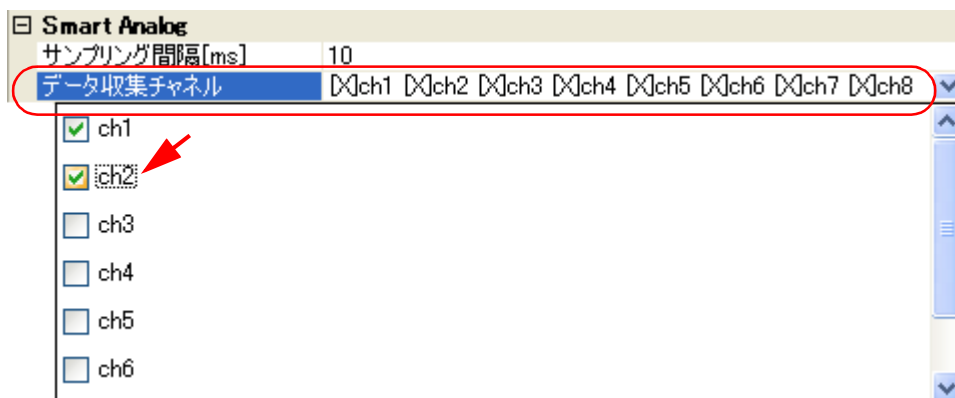 Smart Analog
サンプリング間隔[ms] 10
データ収集チャネル [X]ch1 [X]ch2 [X]ch3 [X]ch4 [X]ch5 [X]ch6 [X]ch7 [X]ch8
ch1
ch2
ch3
ch4
ch5
ch6